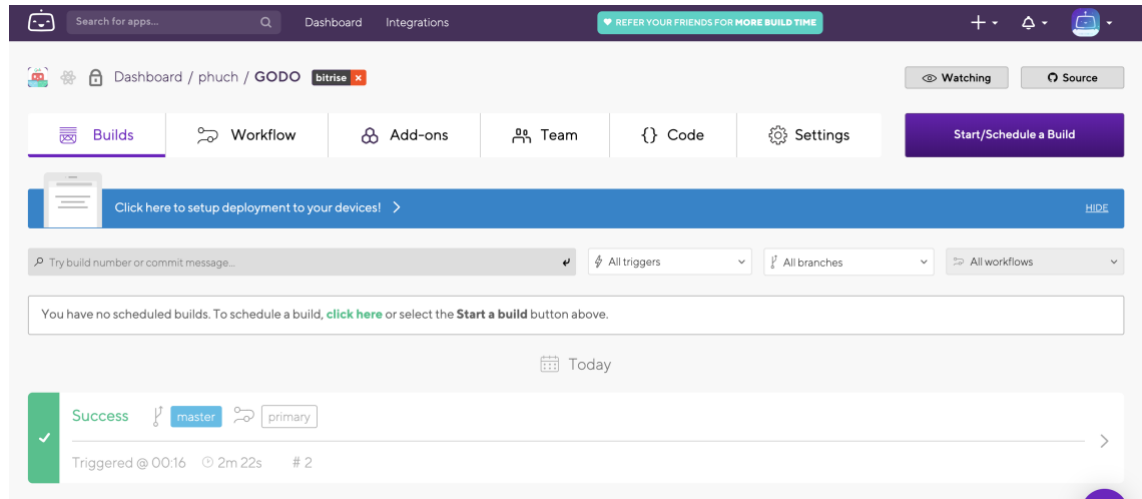 Search for apps...
Dashboard
Integrations
REFER YOUR FRIENDS FOR MORE BUILD TIME
Dashboard / phuch / GODO
bitrise x
Watching
Source
Builds
Workflow
Add-ons
Team
{} Code
Settings
Start/Schedule a Build
Click here to setup deployment to your devices! >
HIDE
Try build number or commit message...
All triggers
All branches
All workflows
You have no scheduled builds. To schedule a build, click here or select the Start a build button above.
Today
Success
master
primary
Triggered @ 00:16
2m 22s
# 2